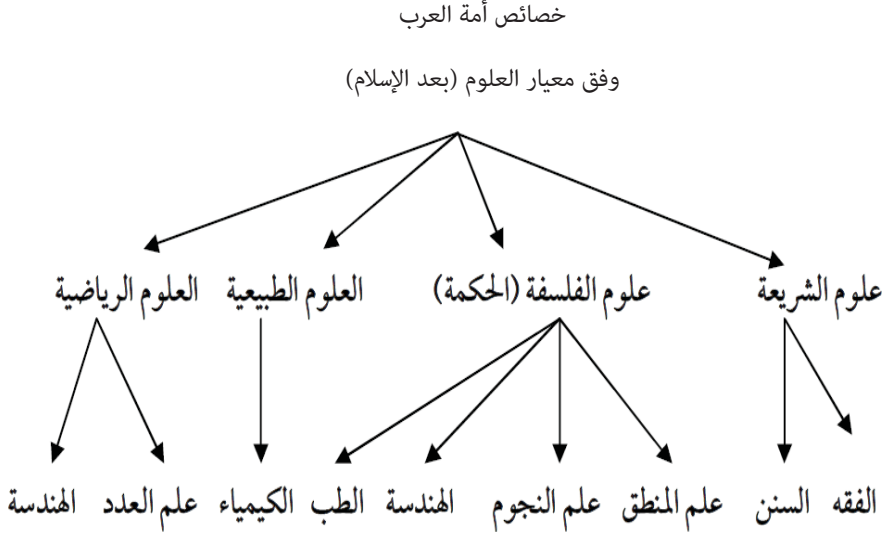 خصائص أمة العرب
وفق معيار العلوم (بعد الإسلام)
علوم الشريعة علوم الفلسفة (الحكمة) العلوم الطبيعية العلوم الرياضية
الفقه السنن علم المنطق علم النجوم الهندسة الطب الكيمياء علم العدد الهندسة